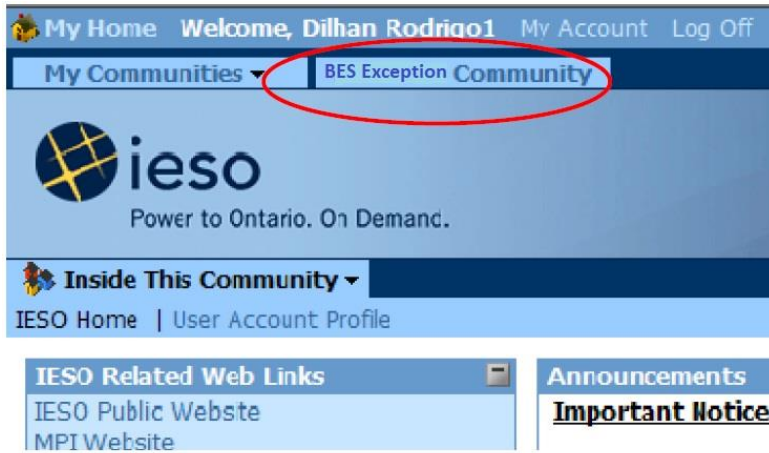 My Home Welcome, Dilhan Rodrigo1 My Account Log Off
My Communities BES Exception Community
ieso
Power to Ontario. On Demand.
Inside This Community
IESO Home | User Account Profile
IESO Related Web Links Announcements
IESO Public Webste Important Notice
MPI Website